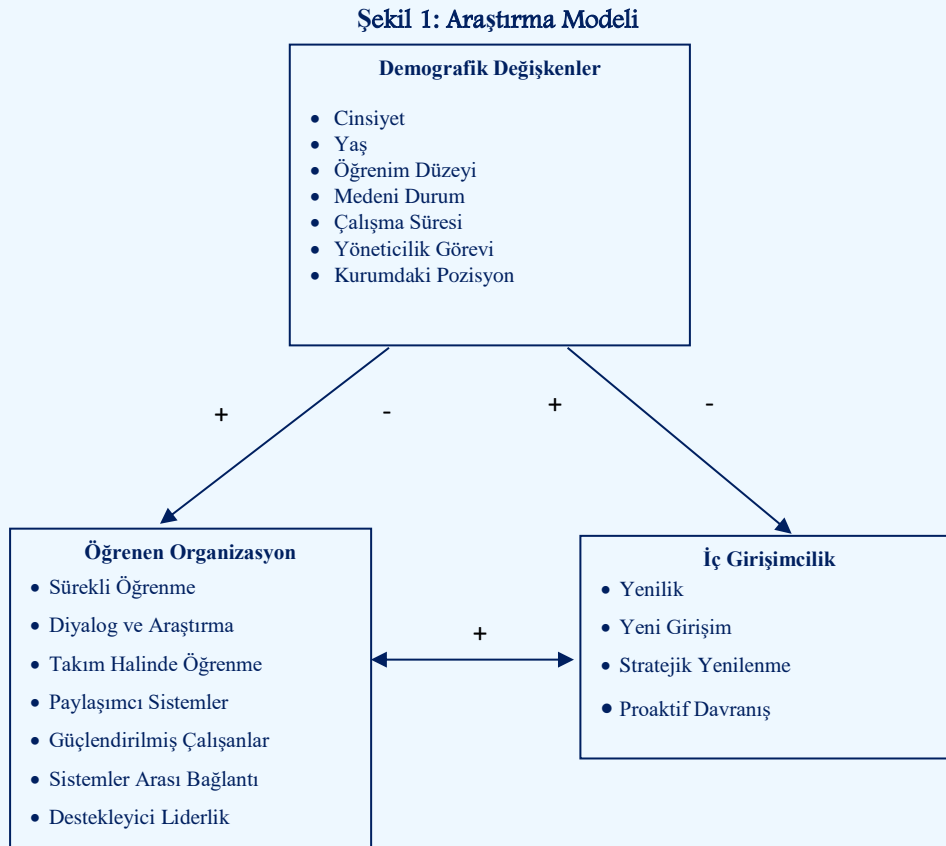 Şekil 1: Araştırma Modeli
Demografik Değişkenler
• Cinsiyet
• Yaş
• Öğrenim Düzeyi
• Medeni Durum
• Çalışma Süresi
• Yöneticilik Görevi
• Kurumdaki Pozisyon
+ - + -
Öğrenen Organizasyon
• Sürekli Öğrenme
• Diyalog ve Araştırma
• Takım Halinde Öğrenme
• Paylaşımcı Sistemler
• Güçlendirilmiş Çalışanlar
• Sistemler Arası Bağlantı
• Destekleyici Liderlik
+
İç Girişimcilik
• Yenilik
• Yeni Girişim
• Stratejik Yenilenme
• Proaktif Davranış